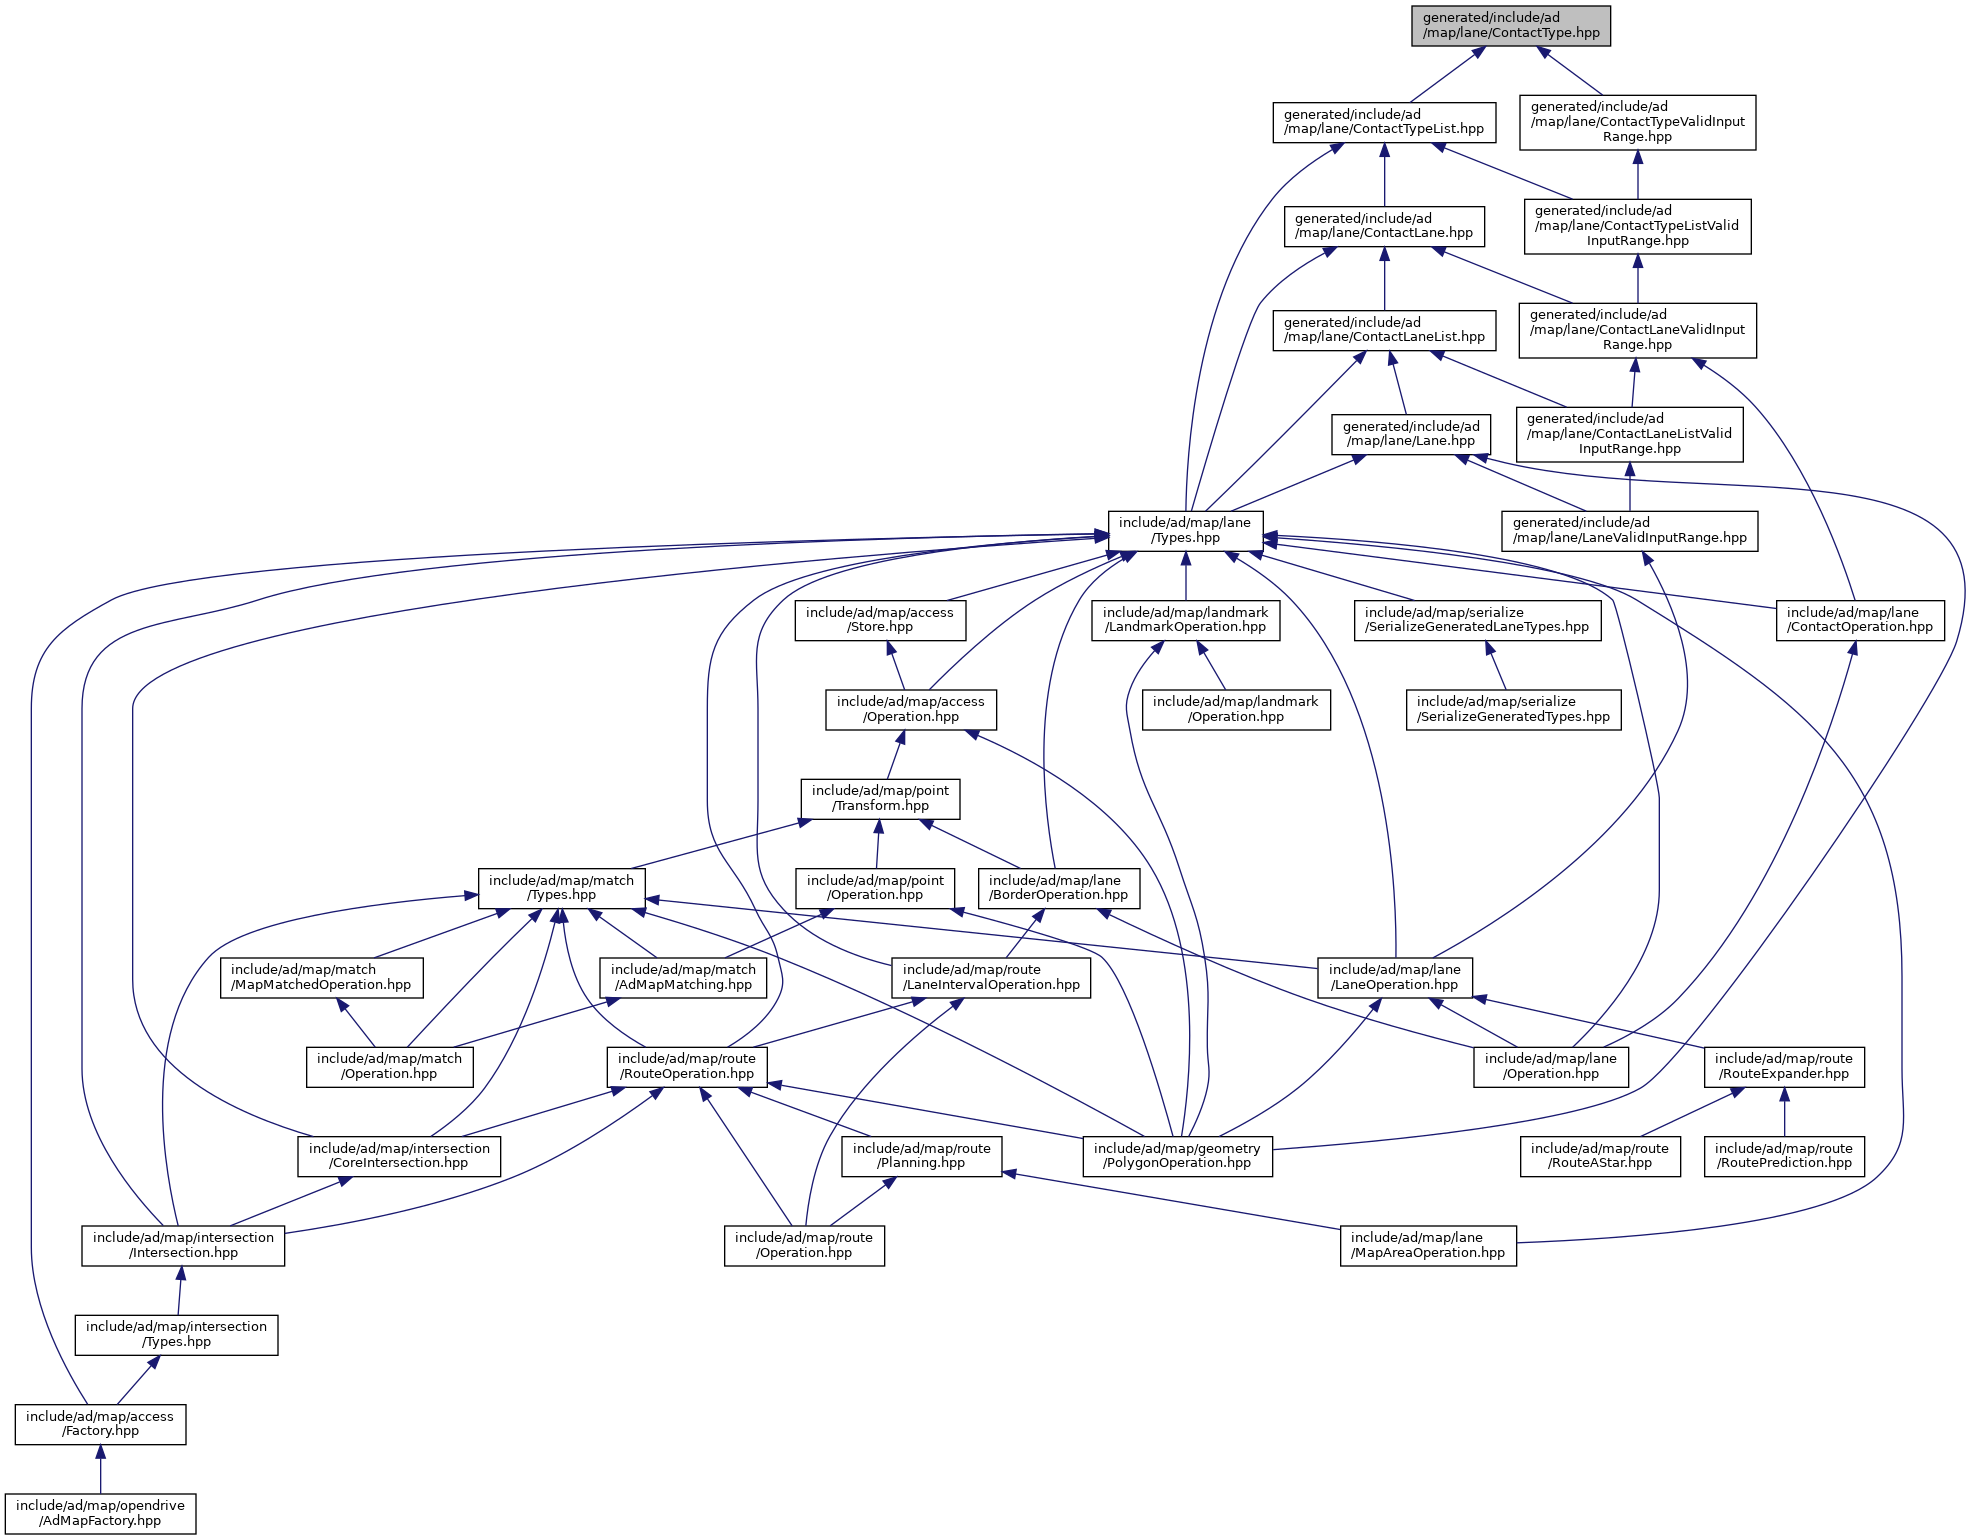 generated/include/ad
/map/lane/ContactType.hpp
generated/include/ad
/map/lane/ContactTypeList.hpp
generated/include/ad
/map/lane/ContactTypeValidInput
Range.hpp
generated/include/ad
/map/lane/ContactLane.hpp
generated/include/ad
/map/lane/ContactTypeListValid
InputRange.hpp
generated/include/ad
/map/lane/ContactLaneList.hpp
generated/include/ad
/map/lane/ContactLaneValidInput
Range.hpp
generated/include/ad
/map/lane/Lane.hpp
generated/include/ad
/map/lane/ContactLaneListValid
InputRange.hpp
include/ad/map/lane
/Types.hpp
generated/include/ad
/map/lane/LaneValidInputRange.hpp
include/ad/map/access
/Store.hpp
include/ad/map/landmark
/LandmarkOperation.hpp
include/ad/map/serialize
/SerializeGeneratedLaneTypes.hpp
include/ad/map/lane
/ContactOperation.hpp
include/ad/map/access
/Operation.hpp
include/ad/map/landmark
/Operation.hpp
include/ad/map/serialize
/SerializeGeneratedTypes.hpp
include/ad/map/point
/Transform.hpp
include/ad/map/match
/Types.hpp
include/ad/map/point
/Operation.hpp
include/ad/map/lane
/BorderOperation.hpp
include/ad/map/match
/MapMatchedOperation.hpp
include/ad/map/match
/AdMapMatching.hpp
include/ad/map/route
/LaneIntervalOperation.hpp
include/ad/map/lane
/LaneOperation.hpp
include/ad/map/match
/Operation.hpp
include/ad/map/route
/RouteOperation.hpp
include/ad/map/lane
/Operation.hpp
include/ad/map/route
/RouteExpander.hpp
include/ad/map/intersection
/CoreIntersection.hpp
include/ad/map/route
/Planning.hpp
include/ad/map/geometry
/PolygonOperation.hpp
include/ad/map/route
/RouteAStar.hpp
include/ad/map/route
/RoutePrediction.hpp
include/ad/map/intersection
/Intersection.hpp
include/ad/map/route
/Operation.hpp
include/ad/map/lane
/MapAreaOperation.hpp
include/ad/map/intersection
/Types.hpp
include/ad/map/access
/Factory.hpp
include/ad/map/opendrive
/AdMapFactory.hpp